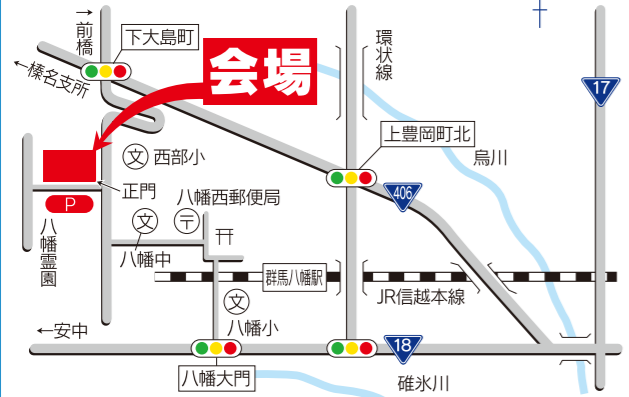 →前橋
下大島町
←榛名支所
会場
環状線
17
上豊岡町北
烏川
文 西部小
正門
406
P
八幡霊園
八幡西郵便局
文
〒
八幡中
群馬八幡駅
JR信越本線
文
八幡小
←安中
18
八幡大門
碓氷川